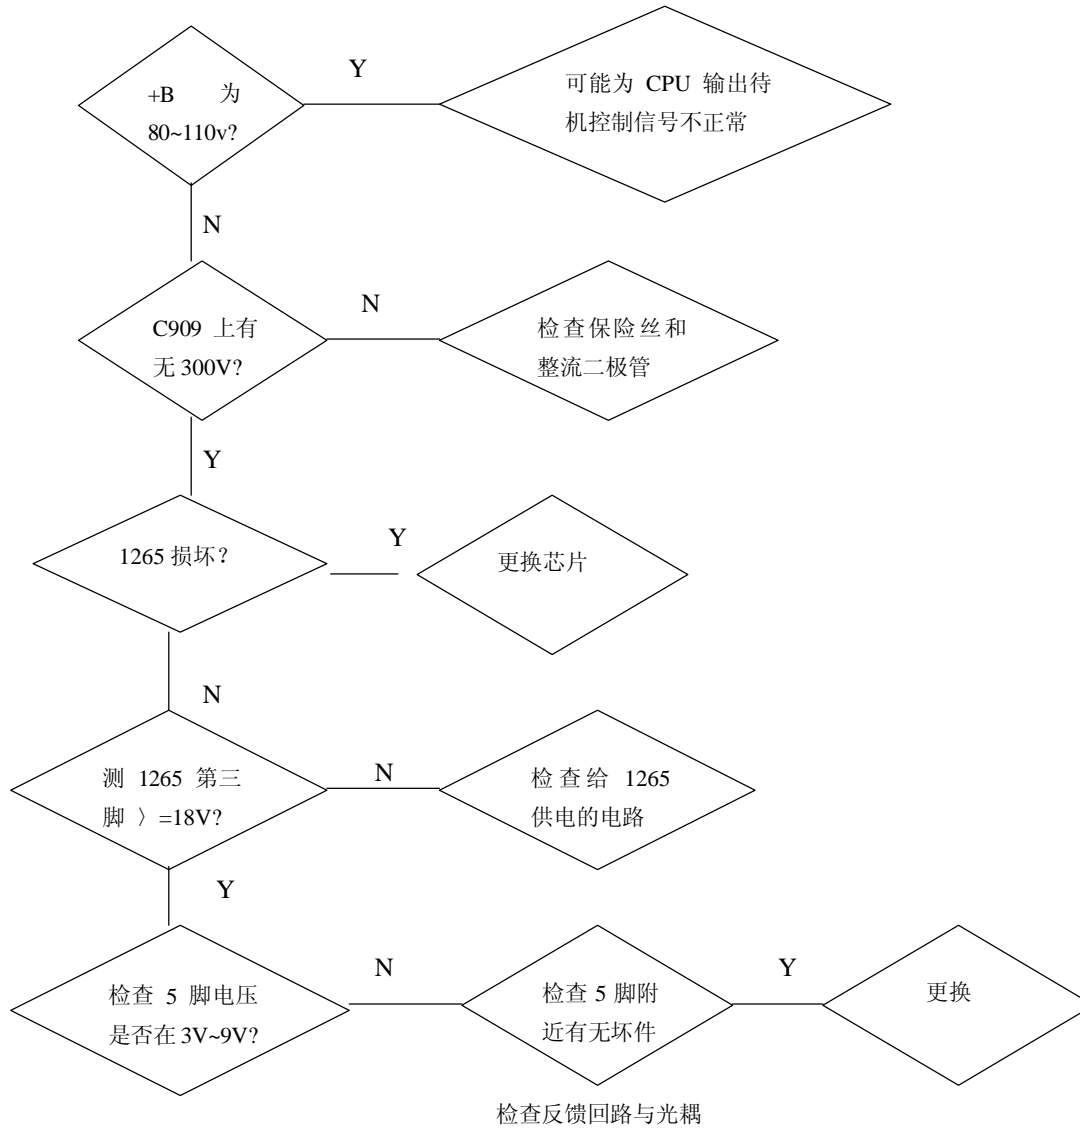 Y
+B 为
80~110v?
可能为 CPU 输出待
机控制信号不正常
N
C909 上有
无 300V?
N
检查保险丝和
整流二极管
Y
1265 损坏?
Y
更换芯片
N
测 1265 第三
脚 〉=18V?
N
检查给 1265
供电的电路
Y
检查 5 脚电压
是否在 3V~9V?
N
检查 5 脚附
近有无坏件
Y
更换
检查反馈回路与光耦